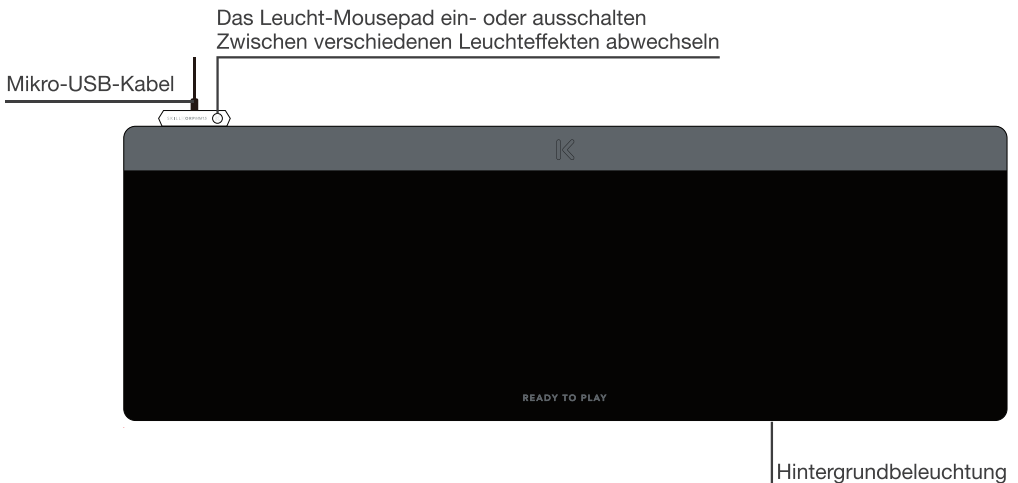 Das Leucht-Mousepad ein- oder ausschalten
Zwischen verschiedenen Leuchteffekten abwechseln
Mikro-USB-Kabel
READY TO PLAY
Hintergrundbeleuchtung